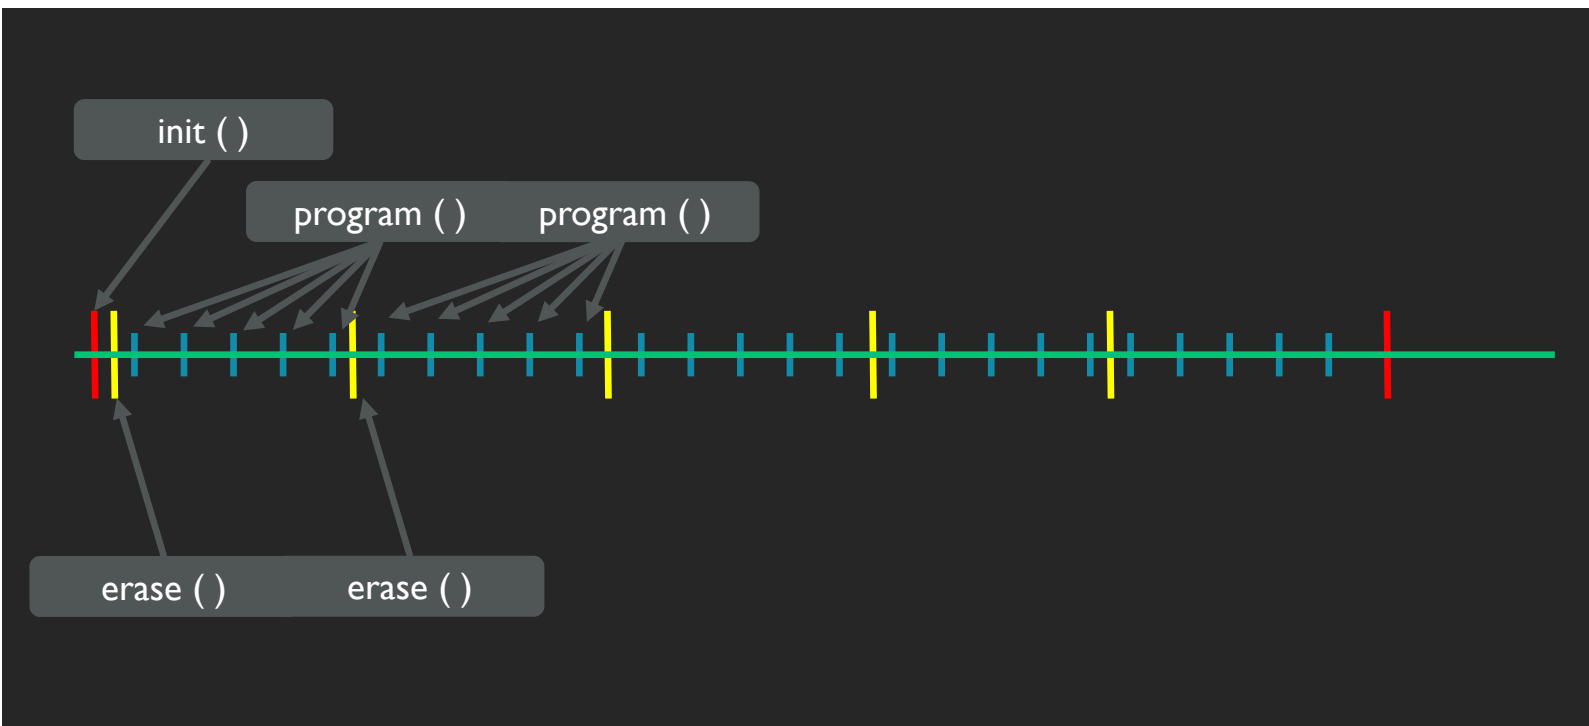 init ( )
program ( )
program ( )
erase ( )
erase ( )